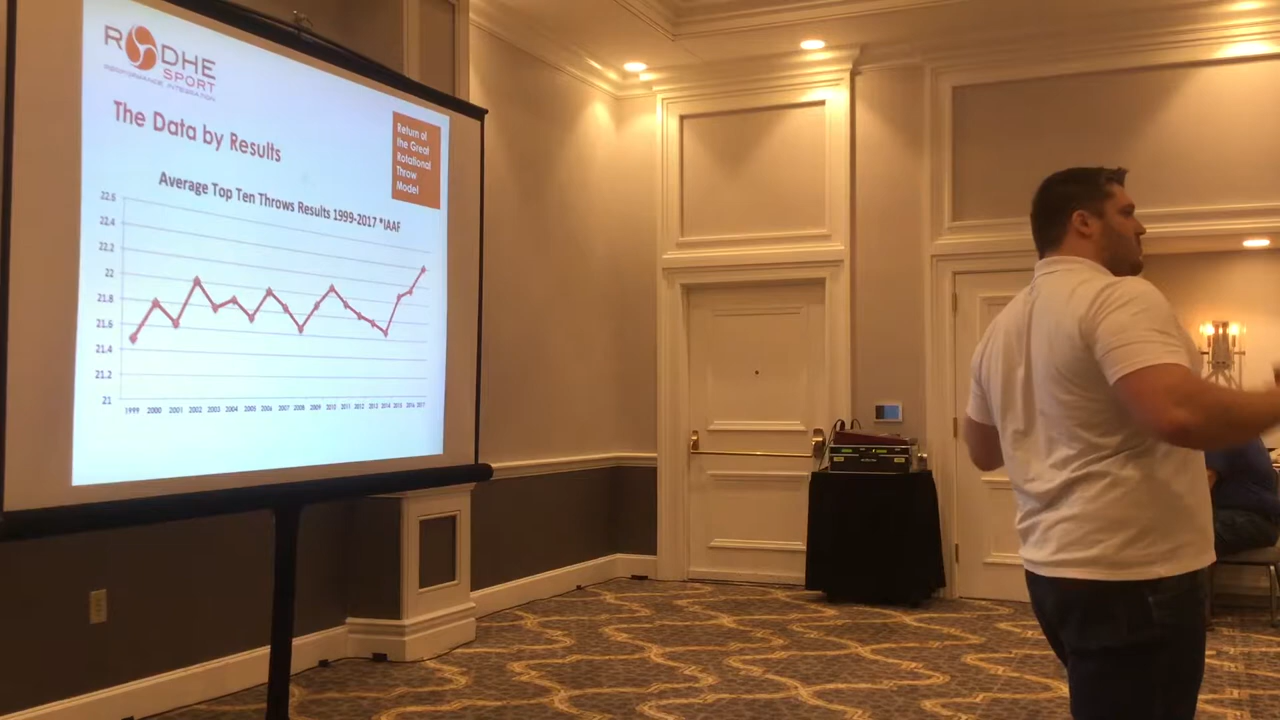 RODHE
SPORT
PERFORMANCE INTEGRATION
The Data by Results
Return of
the Great
Rotational
Throw
Model
Average Top Ten Throws Results 1999-2017 *IAAF
22.6
22.4
22.2
22
21.8
21.6
21.4
21.2
21
1999 2000 2001 2002 2003 2004 2005 2006 2007 2008 2009 2010 2011 2012 2013 2014 2015 2016 2017